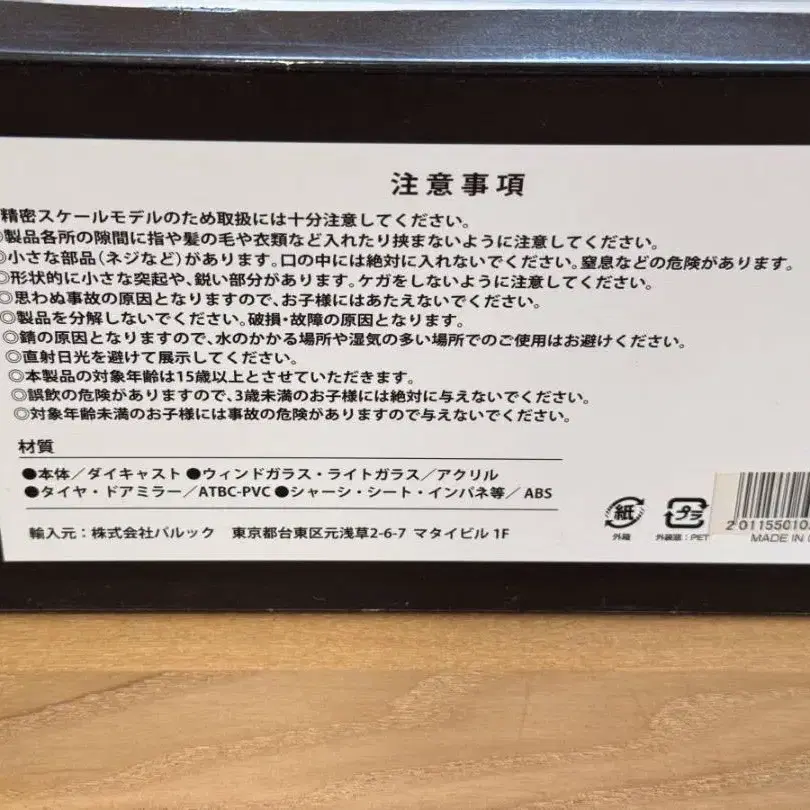 注意事項
精密スケールモデルのため取扱には十分注意してください。
◎製品各所の隙間に指や髪の毛や衣類など入れたり挟まないように注意してください。
◎小さな部品(ネジなど)があります。口の中には絶対に入れないでください。窒息などの危険があります。
◎形状的に小さな突起や、鋭い部分があります。ケガをしないように注意してください。
◎思わぬ事故の原因となりますので、お子様にはあたえないでください。
◎製品を分解しないでください。破損・故障の原因となります。
◎錆の原因となりますので、水のかかる場所や湿気の多い場所でのご使用はお避けください。
◎直射日光を避けて展示してください。
◎本製品の対象年齢は15歳以上とさせていただきます。
◎誤飲の危険がありますので、3歳未満のお子様には絶対に与えないでください。
◎対象年齢未満のお子様には事故の危険がありますので与えないでください。
材質
●本体/ダイキャスト ●ウィンドガラス・ライトガラス/アクリル
●タイヤ・ドアミラー/ATBC-PVC ●シャーシ・シート・インパネ等/ABS
輸入元:株式会社バルック 東京都台東区元浅草2-6-7 マタイビル 1F
紙
外箱
プラ
外装蓋:PET
20115501
MADE IN